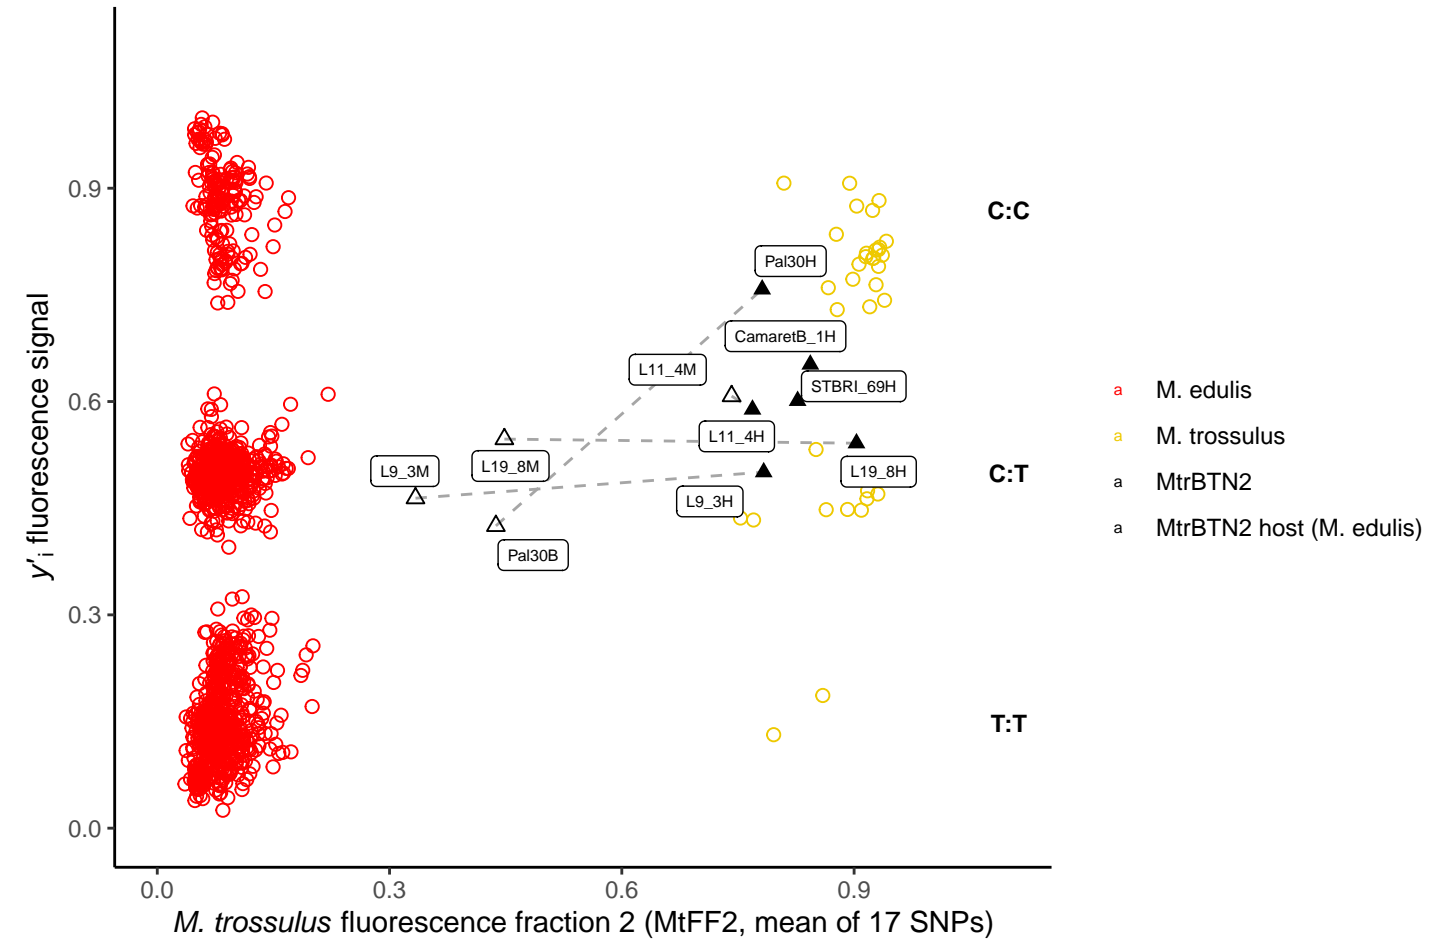 0.9
0.6
0.3
0.0
y'i fluorescence signal
0.0 0.3 0.6 0.9
M. trossulus fluorescence fraction 2 (MtFF2, mean of 17 SNPs)
C:C
C:T
T:T
Pal30H
CamaretB_1H
L11_4M
STBRI_69H
L11_4H
L9_3M
L19_8M
L19_8H
L9_3H
Pal30B
a M. edulis
a M. trossulus
a MtrBTN2
a MtrBTN2 host (M. edulis)